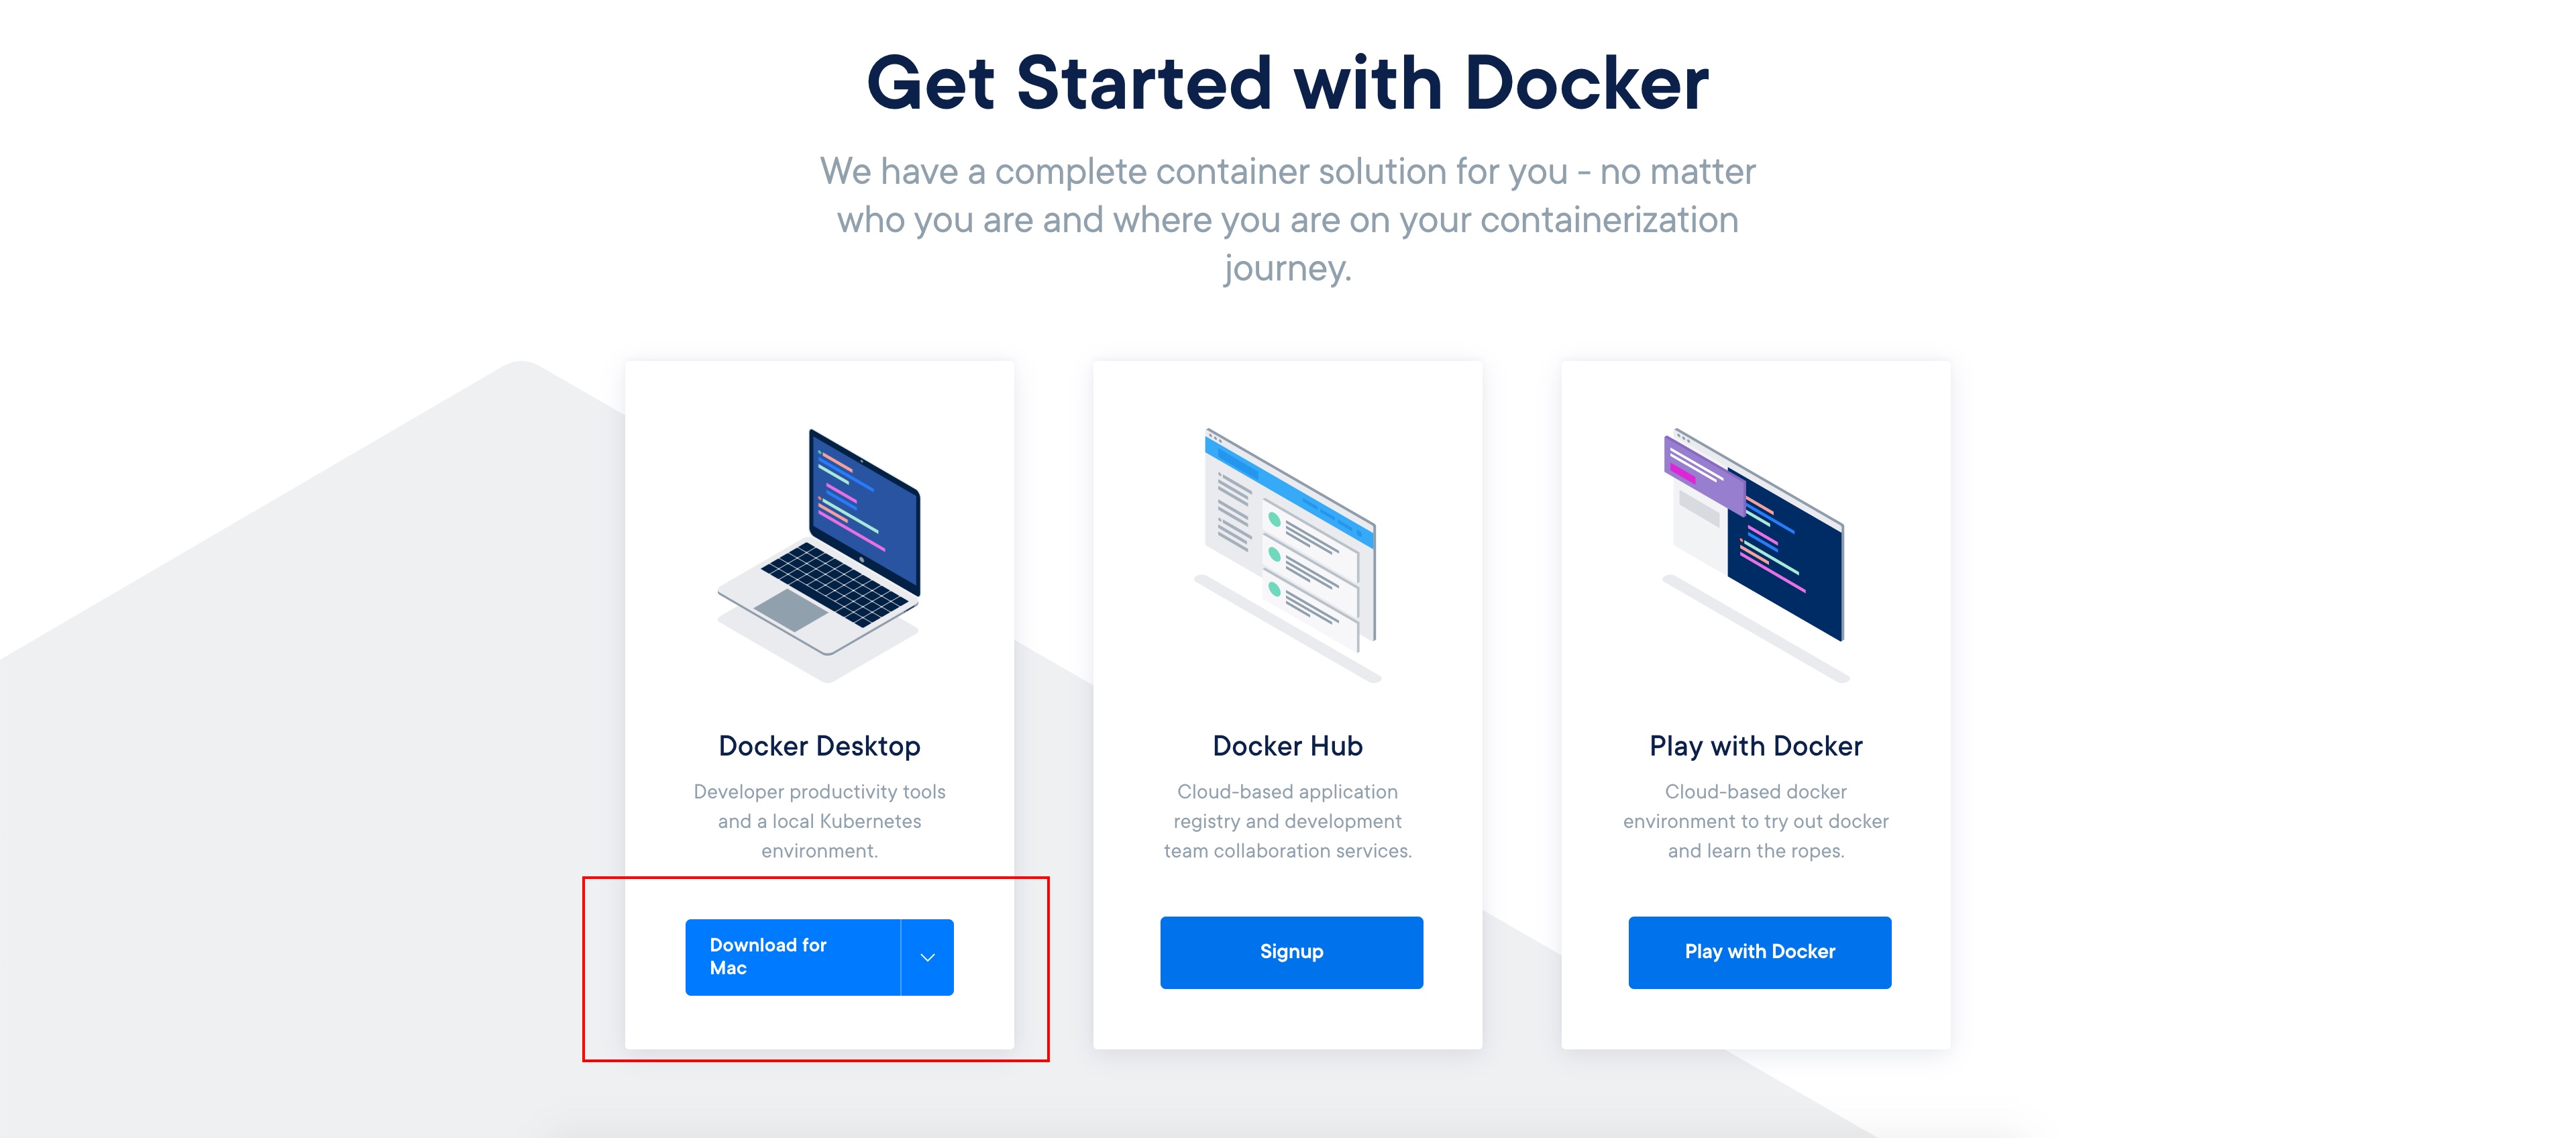 Get Started with Docker
We have a complete container solution for you - no matter
who you are and where you are on your containerization
journey.
Docker Desktop
Developer productivity tools
and a local Kubernetes
environment.
Download for
Mac
Docker Hub
Cloud-based application
registry and development
team collaboration services.
Signup
Play with Docker
Cloud-based docker
environment to try out docker
and learn the ropes.
Play with Docker